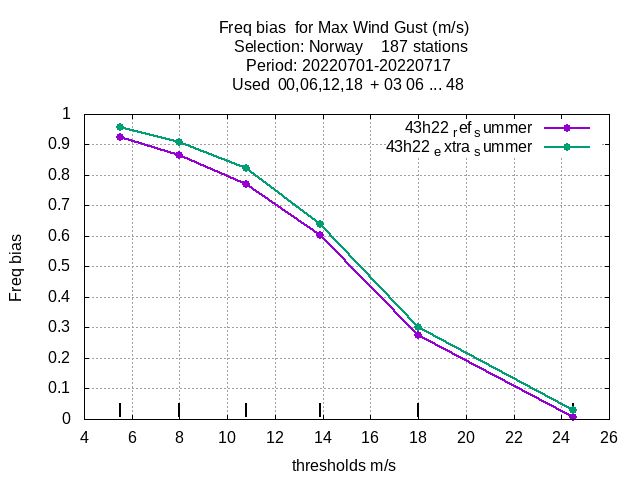 Freq bias  for Max Wind Gust (m/s)
Selection: Norway    187 stations
Period: 20220701-20220717
Used  00,06,12,18  + 03 06 ... 48
43h22 ref summer
43h22 extra summer
1
0.9
0.8
0.7
0.6
0.5
0.4
0.3
0.2
0.1
0
Freq bias
4 6 8 10 12 14 16 18 20 22 24 26
thresholds m/s